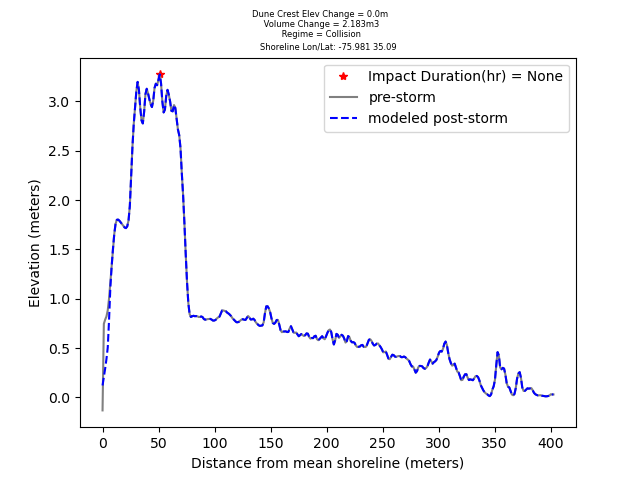 Dune Crest Elev Change = 0.0m
Volume Change = 2.183m3
Regime = Collision
Shoreline Lon/Lat: -75.981 35.09
Impact Duration(hr) = None
pre-storm
modeled post-storm
Elevation (meters)
3.0
2.5
2.0
1.5
1.0
0.5
0.0
0 50 100 150 200 250 300 350 400
Distance from mean shoreline (meters)